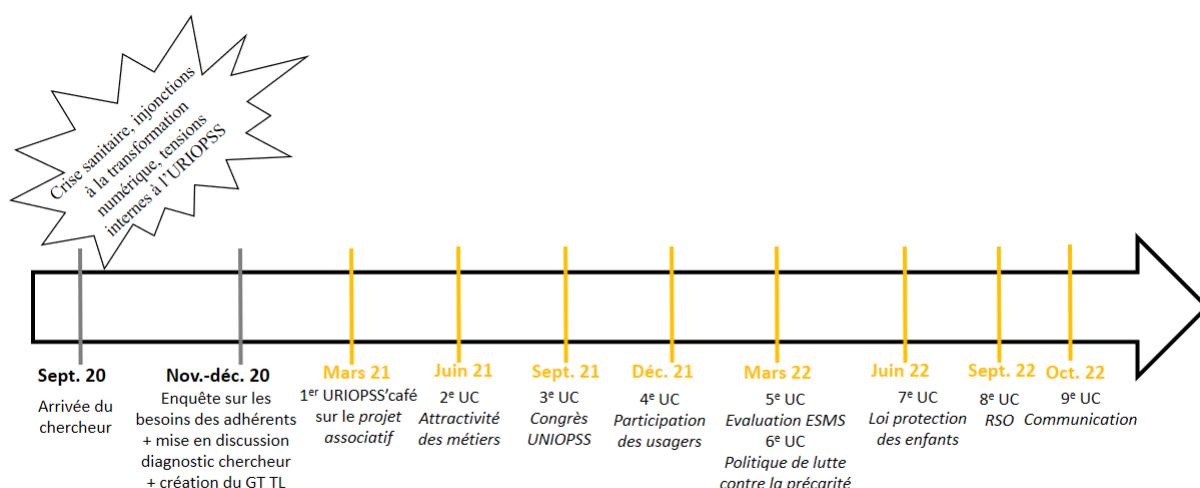 Crise sanitaire, injonctions
à la transformation
numérique, tensions
internes à l'URIOPSS
Sept. 20
Arrivée du
chercheur
Nov.-déc. 20
Enquête sur les
besoins des adhérents
+ mise en discussion
diagnostic chercheur
+ création du GT TL
Mars 21
1er URIOPSS'café
sur le projet
associatif
Juin 21
2e UC
Attractivité
des métiers
Sept. 21
3e UC
Congrès
UNIOPSS
Déc. 21
4e UC
Participation
des usagers
Mars 22
5e UC
Evaluation ESMS
6e UC
Politique de lutte
contre la précarité
Juin 22
7e UC
Loi protection
des enfants
Sept. 22
8e UC
RSO
Oct. 22
9e UC
Communication